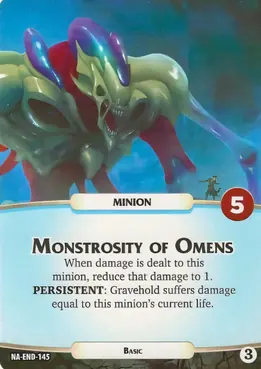 MINION
5
MONSTROSITY OF OMENS
When damage is dealt to this
minion, reduce that damage to 1.
PERSISTENT: Gravehold suffers damage
equal to this minion's current life.
NA-END-145
BASIC
3